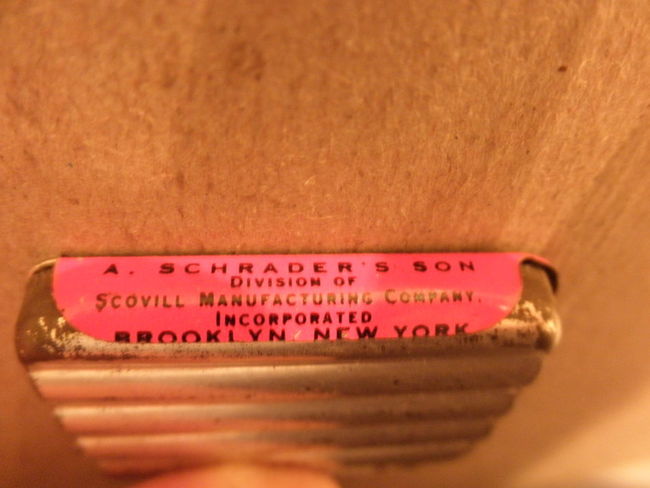 A. SCHRADER'S SON
DIVISION OF
SCOVILL MANUFACTURING COMPANY.
INCORPORATED
BROOKLYN, NEW YORK